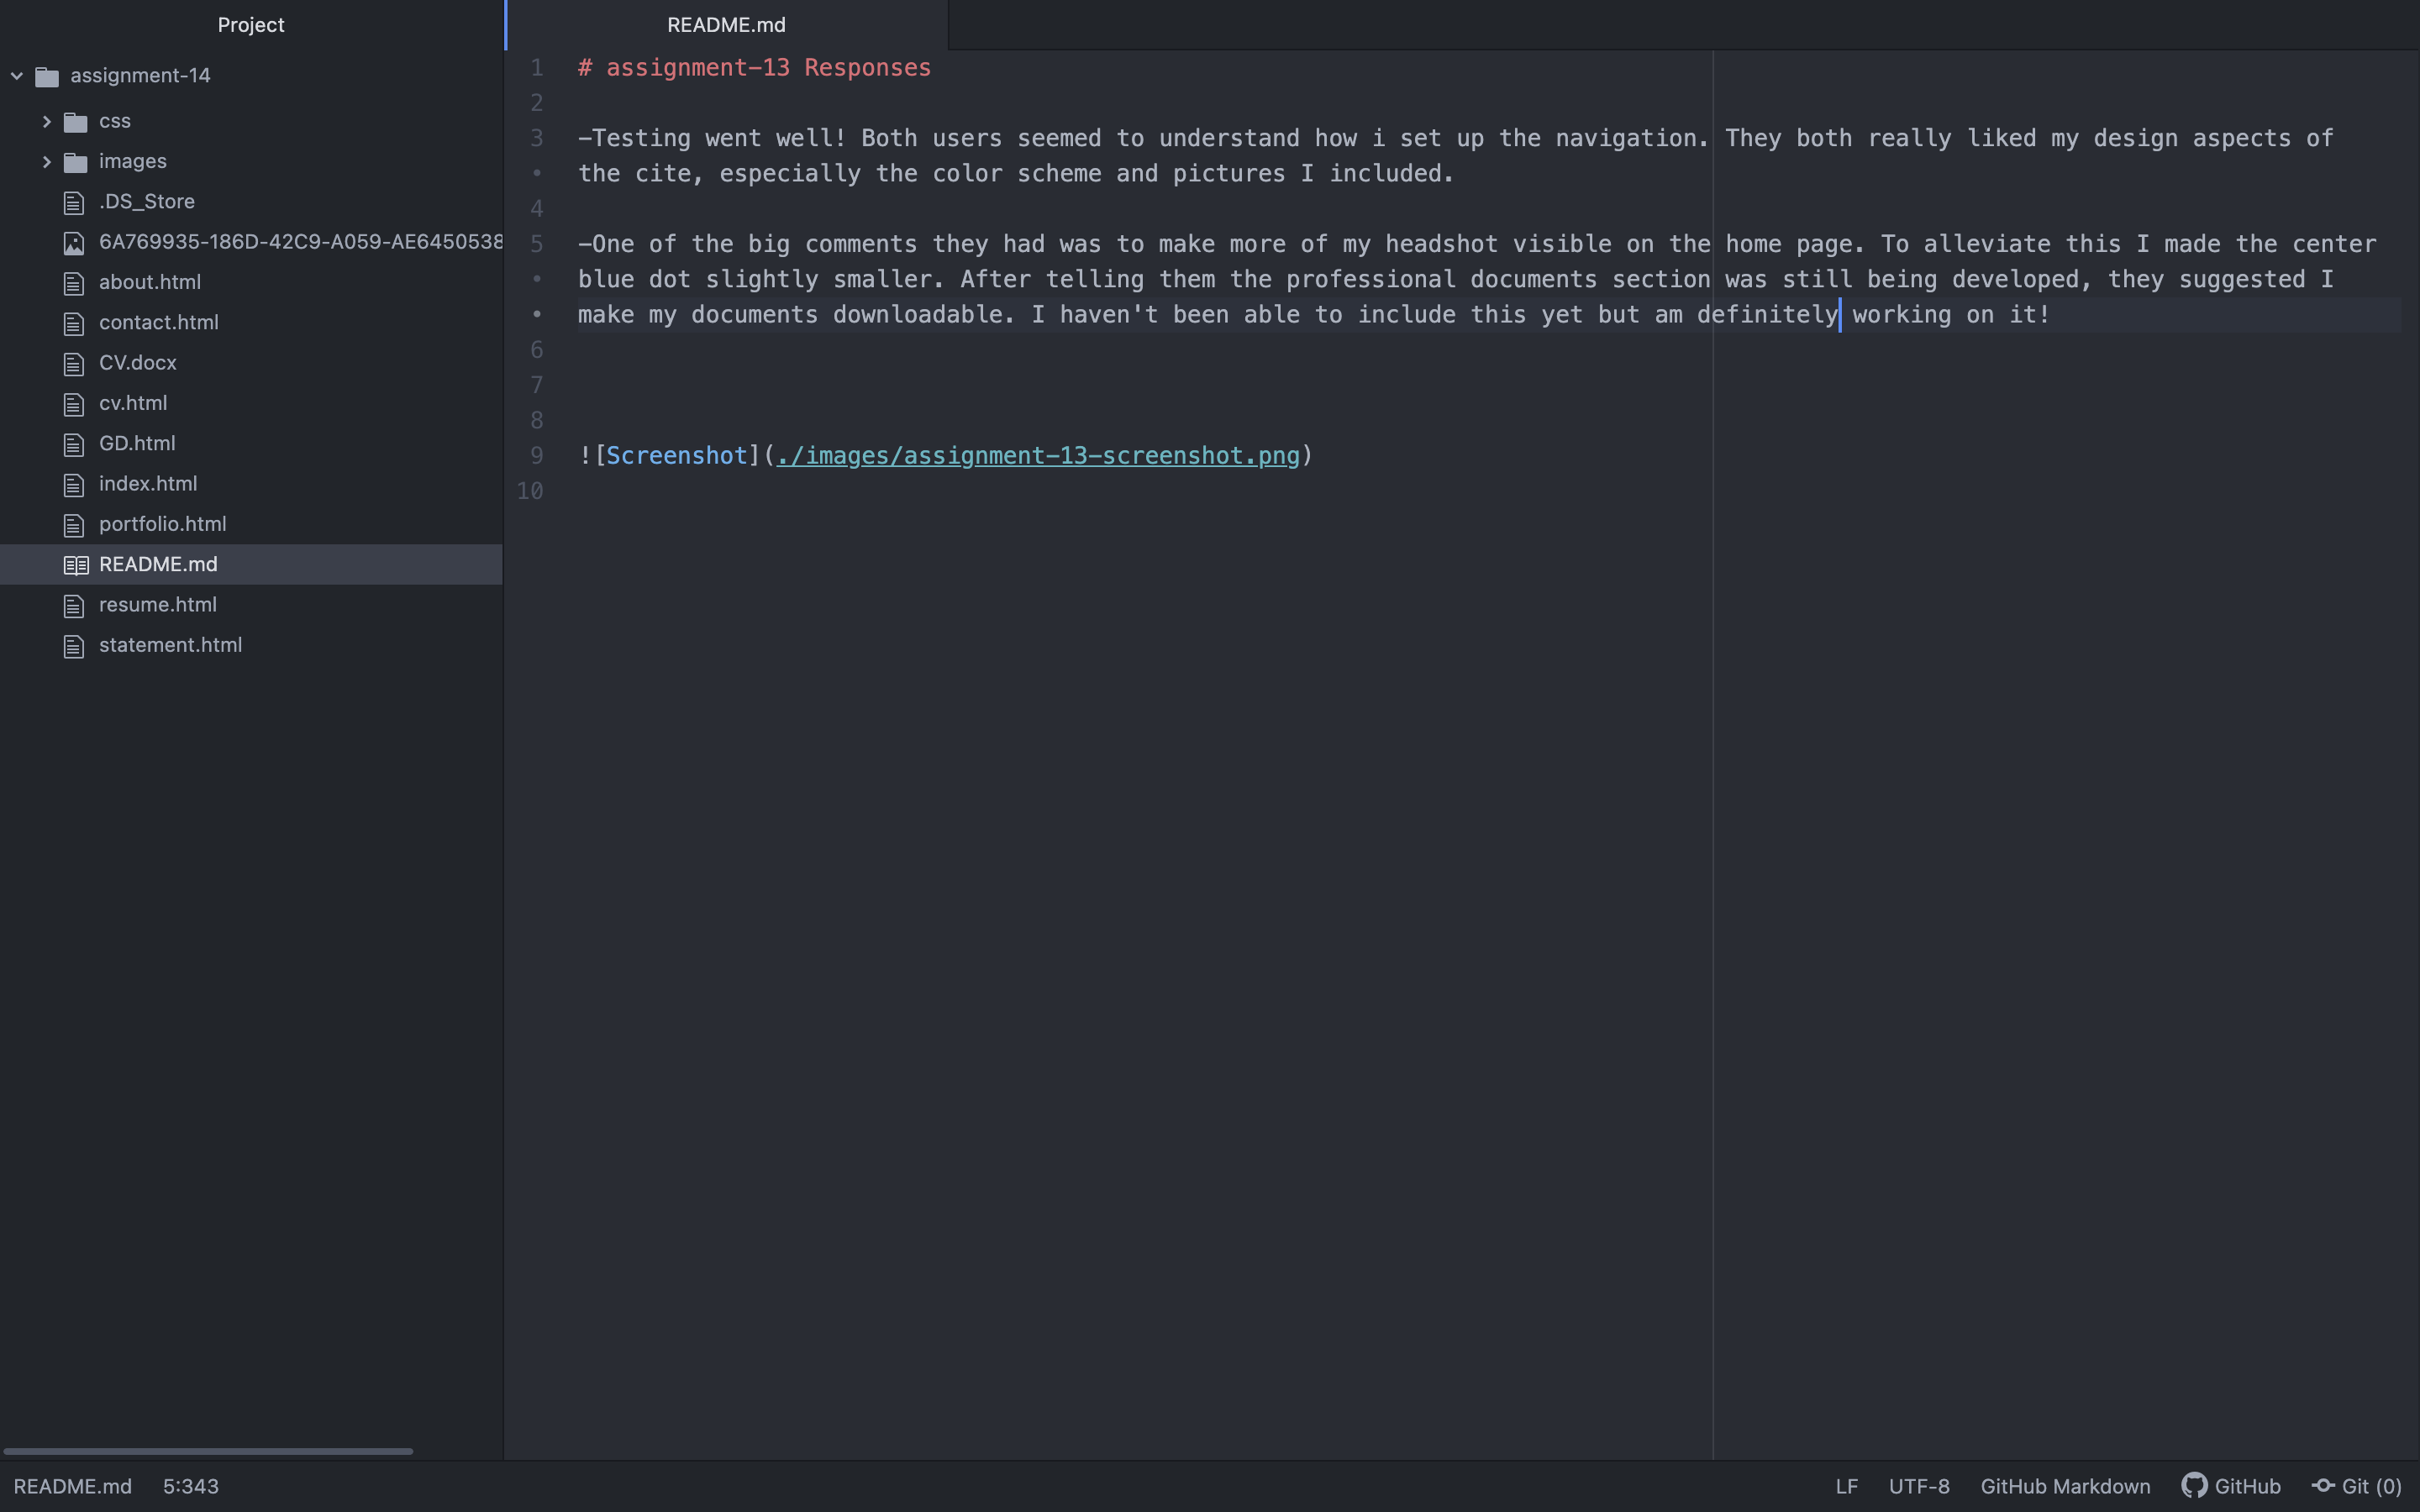 Project
assignment-14
css
images
.DS_Store
6A769935-186D-42C9-A059-AE6450538
about.html
contact.html
CV.docx
cv.html
GD.html
index.html
portfolio.html
README.md
resume.html
statement.html
README.md
1 # assignment-13 Responses
2
3 -Testing went well! Both users seemed to understand how i set up the navigation. They both really liked my design aspects of
• the cite, especially the color scheme and pictures I included.
4
5 -One of the big comments they had was to make more of my headshot visible on the home page. To alleviate this I made the center
• blue dot slightly smaller. After telling them the professional documents section was still being developed, they suggested I
• make my documents downloadable. I haven't been able to include this yet but am definitely working on it!
6
7
8
9 ![Screenshot](./images/assignment-13-screenshot.png)
10
README.md 5:343 LF UTF-8 GitHub Markdown GitHub Git (0)